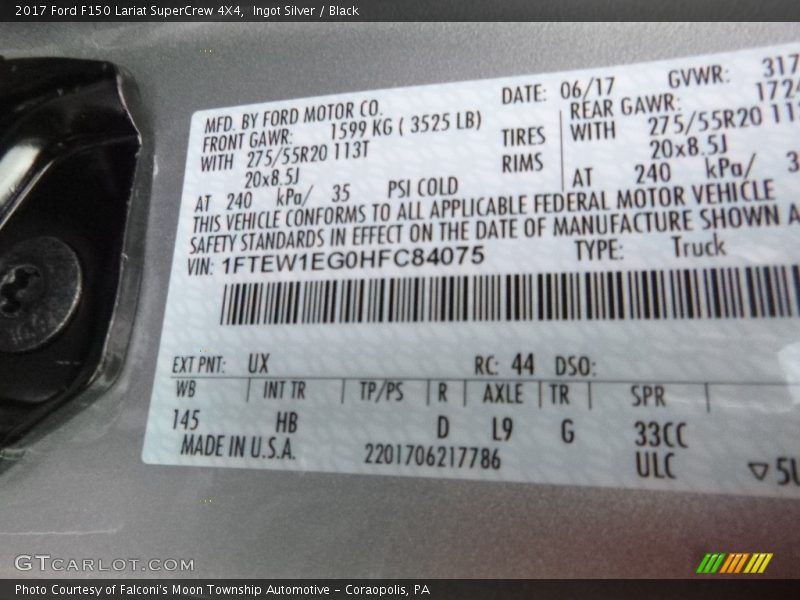 2017 Ford F150 Lariat SuperCrew 4X4, Ingot Silver / Black
MFD. BY FORD MOTOR CO.
DATE: 06/17 GVWR:
FRONT GAWR: 1599 KG ( 3525 LB)
REAR GAWR:
WITH 275/55R20 113T TIRES WITH 275/55R20
20x8.5J RIMS 20x8.5J
AT 240 kPa/ 35 PSI COLD AT 240 kPa/
THIS VEHICLE CONFORMS TO ALL APPLICABLE FEDERAL MOTOR VEHICLE
SAFETY STANDARDS IN EFFECT ON THE DATE OF MANUFACTURE SHOWN
VIN: 1FTEW1EG0HFC84075 TYPE: Truck
EXT PNT: UX RC: 44 DSO:
WB INT TR TP/PS R AXLE TR SPR
145 HB D L9 G 33CC
MADE IN U.S.A. 2201706217786 ULC
GTCARLOT.COM
Photo Courtesy of Falconi's Moon Township Automotive - Coraopolis, PA